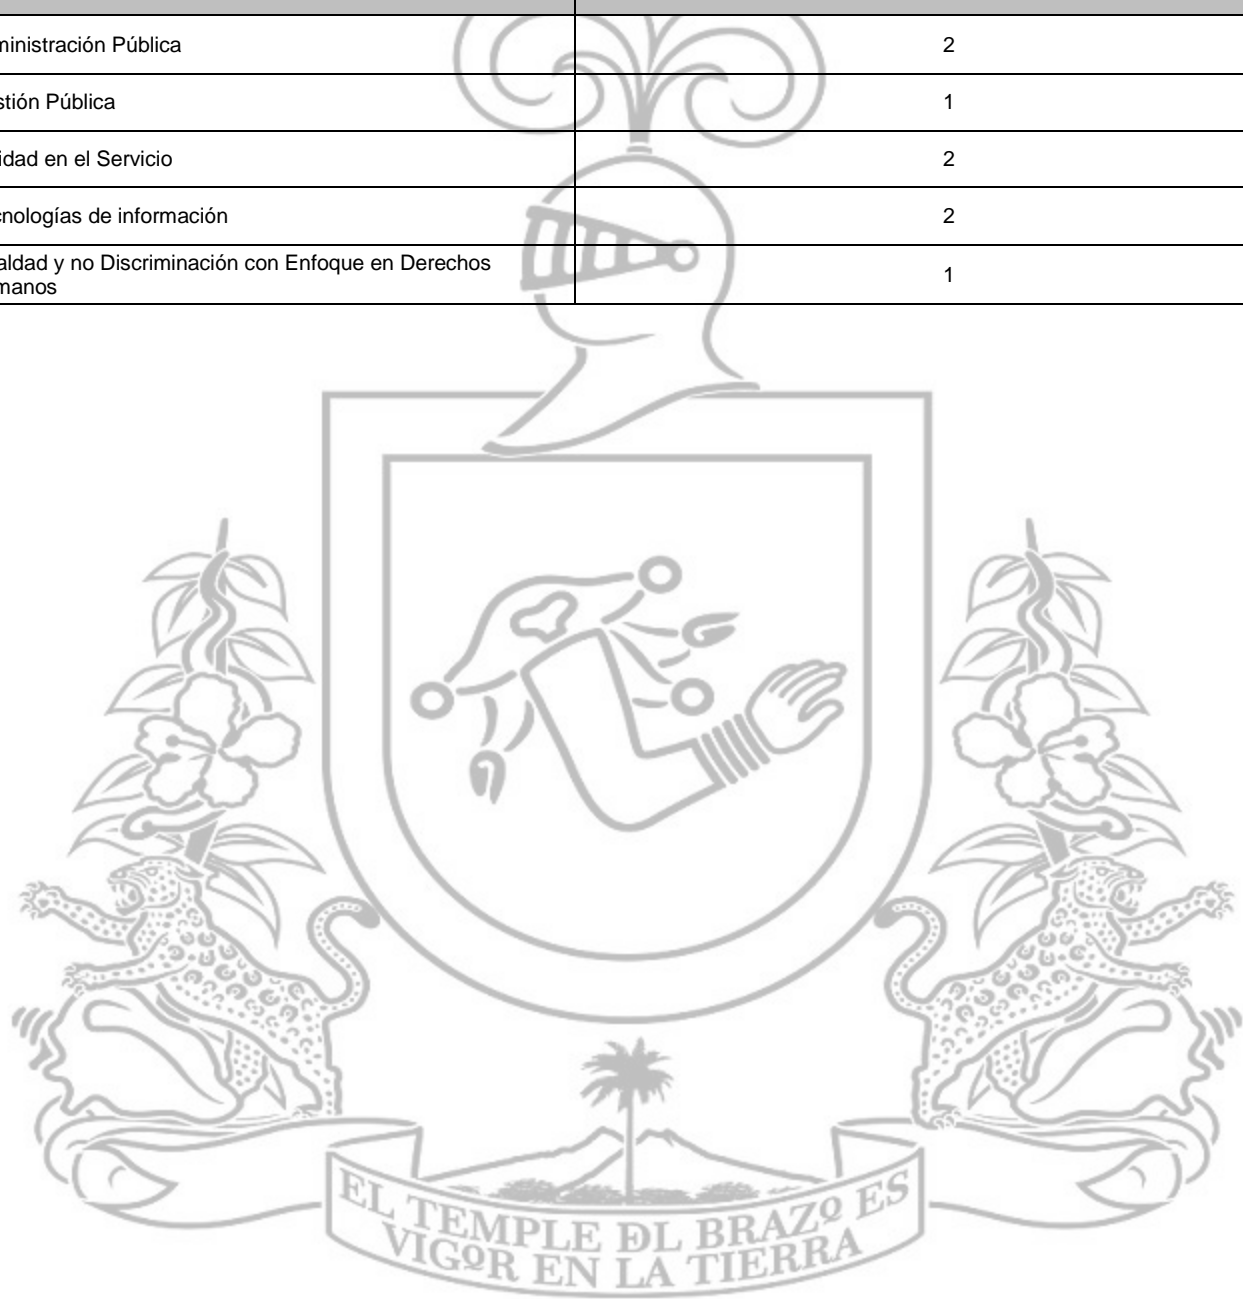 ministración Pública 2
stión Pública 1
idad en el Servicio 2
cnologías de información 2
aldad y no Discriminación con Enfoque en Derechos
manos 1
EL TEMPLE DL BRAZO ES
VIGOR EN LA TIERRA